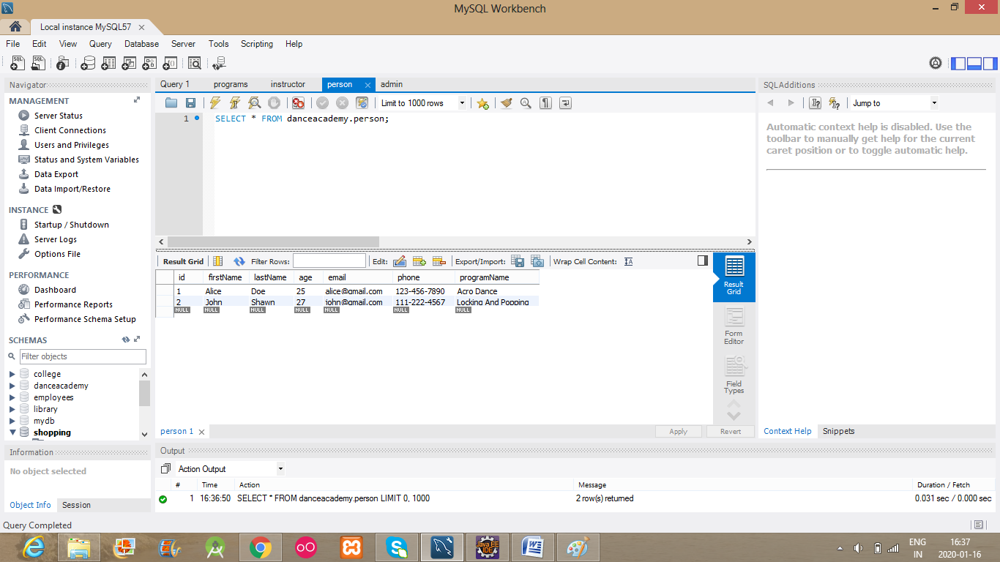 MySQL Workbench
Local instance MySQL57
File Edit View Query Database Server Tools Scripting Help
Navigator
MANAGEMENT
Server Status
Client Connections
Users and Privileges
Status and System Variables
Data Export
Data Import/Restore
INSTANCE
Startup / Shutdown
Server Logs
Options File
PERFORMANCE
Dashboard
Performance Reports
Performance Schema Setup
SCHEMAS
Filter objects
college
danceacademy
employees
library
mydb
shopping
Information
No object selected
Object Info Session
Query 1 programs instructor person admin
Limit to 1000 rows
1 SELECT * FROM danceacademy.person;
Result Grid Filter Rows: Edit: Export/Import: Wrap Cell Content:
id firstName lastName age email phone programName
1 Alice Doe 25 alice@gmail.com 123-456-7890 Acro Dance
2 John Shawn 27 john@gmail.com 111-222-4567 Locking And Popping
NULL NULL NULL NULL NULL NULL NULL
Result
Grid
Form
Editor
Field
Types
person 1 Apply Revert
SQLAdditions
Jump to
Automatic context help is disabled. Use the
toolbar to manually get help for the current
caret position or to toggle automatic help.
Context Help Snippets
Output
Action Output
# Time Action Message Duration / Fetch
1 16:36:50 SELECT * FROM danceacademy.person LIMIT 0, 1000 2 row(s) returned 0.031 sec / 0.000 sec
Query Completed
Java EE
IDE
ENG 16:37
IN 2020-01-16